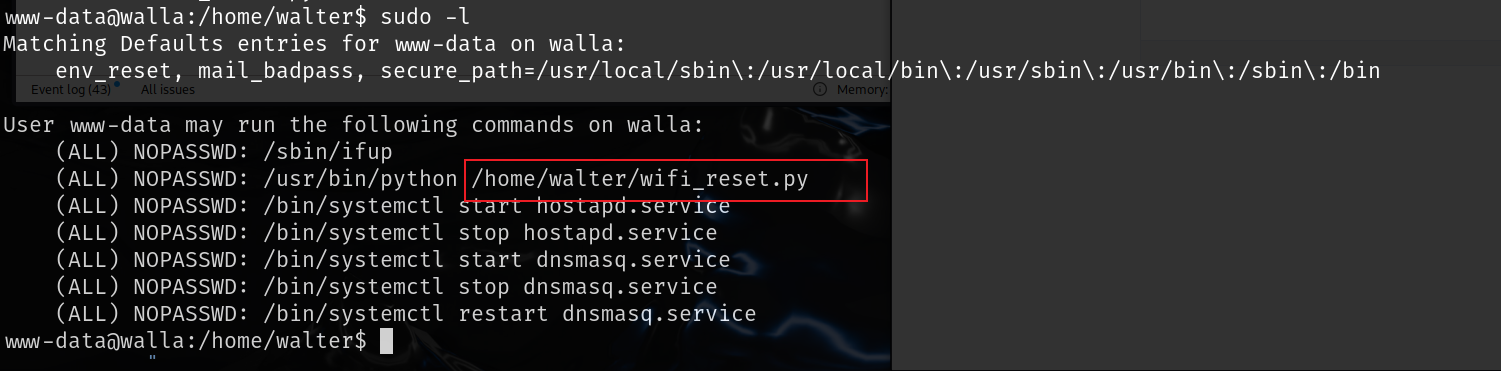 www-data@walla:/home/walter$ sudo -l
Matching Defaults entries for www-data on walla:
    env_reset, mail_badpass, secure_path=/usr/local/sbin\:/usr/local/bin\:/usr/sbin\:/usr/bin\:/sbin\:/bin
Event log (43) All issues Memory:
User www-data may run the following commands on walla:
    (ALL) NOPASSWD: /sbin/ifup
    (ALL) NOPASSWD: /usr/bin/python /home/walter/wifi_reset.py
    (ALL) NOPASSWD: /bin/systemctl start hostapd.service
    (ALL) NOPASSWD: /bin/systemctl stop hostapd.service
    (ALL) NOPASSWD: /bin/systemctl start dnsmasq.service
    (ALL) NOPASSWD: /bin/systemctl stop dnsmasq.service
    (ALL) NOPASSWD: /bin/systemctl restart dnsmasq.service
www-data@walla:/home/walter$